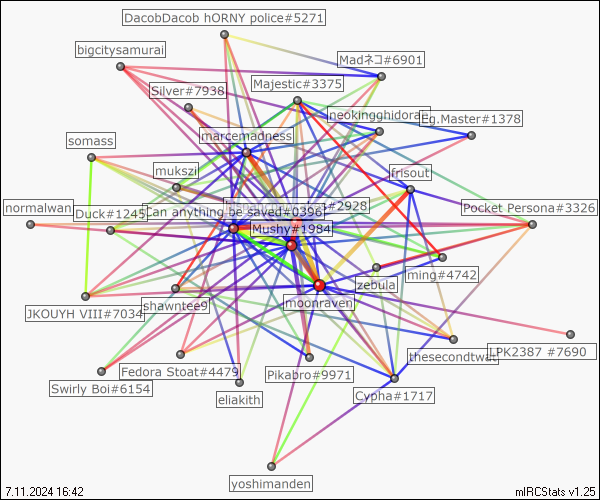 DacobDacob hORNY police#5271
bigcitysamurai
Madネコ#6901
Silver#7938
Majestic#3375
neokingghidorah
Eg.Master#1378
marcemadness
somass
mukszi
frisout
#2928
normalwan
Duck#1245
Can anything be saved#0396
Pocket Persona#3326
Mushy#1984
ming#4742
zebula
moonraven
shawntee9
JKOUYH VIII#7034
thesecondtwat
LPK2387 #7690
Fedora Stoat#4479
Pikabro#9971
Swirly Boi#6154
eliakith
Cypha#1717
yoshimanden
7.11.2024 16:42
mIRCStats v1.25